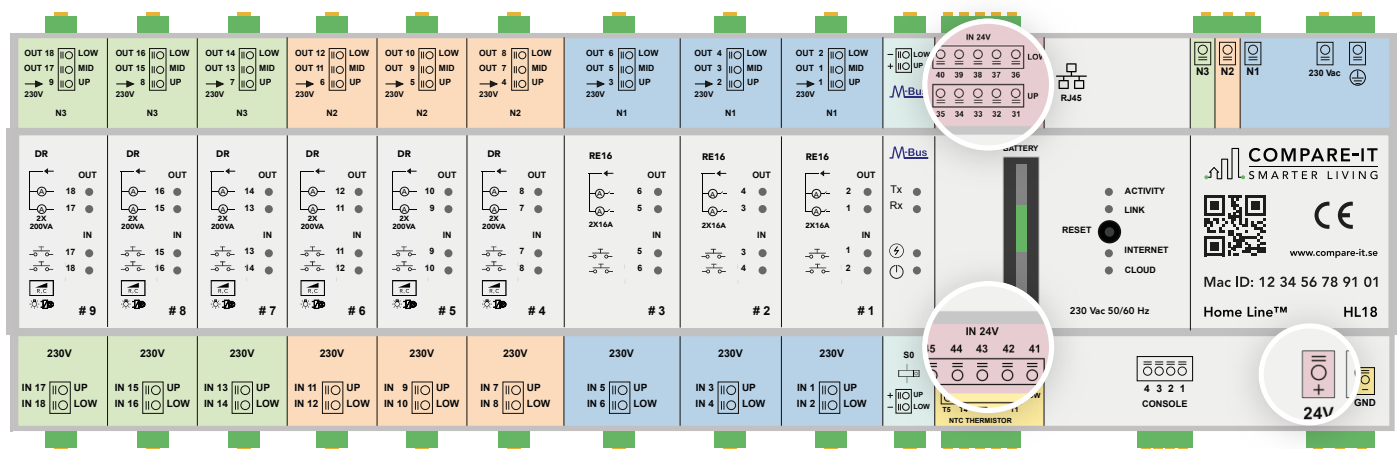 OUT 18 LOW OUT 16 LOW OUT 14 LOW OUT 12 LOW OUT 10 LOW OUT 8 LOW OUT 6 LOW OUT 4 LOW OUT 2 LOW
OUT 17 MID OUT 15 MID OUT 13 MID OUT 11 MID OUT 9 MID OUT 7 MID OUT 5 MID OUT 3 MID OUT 1 MID
9 UP 8 UP 7 UP 6 UP 5 UP 4 UP 3 UP 2 UP 1 UP
230V 230V 230V 230V 230V 230V 230V 230V 230V
N3 N3 N3 N2 N2 N2 N1 N1 N1
− LOW
+ UP
M-Bus
IN 24V
LOW
40 39 38 37 36
UP
35 34 33 32 31
RJ45
N3 N2 N1 230 Vac
DR DR DR DR DR DR RE16 RE16 RE16
OUT OUT OUT OUT OUT OUT OUT OUT OUT
18 16 14 12 10 8 6 4 2
17 15 13 11 9 7 5 3 1
2X 2X 2X 2X 2X 2X 2X16A 2X16A 2X16A
200VA 200VA 200VA 200VA 200VA 200VA
IN IN IN IN IN IN IN IN IN
17 15 13 11 9 7 5 3 1
18 16 14 12 10 8 6 4 2
R,C R,C R,C R,C R,C R,C
# 9 # 8 # 7 # 6 # 5 # 4 # 3 # 2 # 1
M-Bus
Tx
Rx
BATTERY
ACTIVITY
LINK
RESET
INTERNET
CLOUD
230 Vac 50/60 Hz
COMPARE-IT
SMARTER LIVING
CE
www.compare-it.se
Mac ID: 12 34 56 78 91 01
Home Line™ HL18
230V 230V 230V 230V 230V 230V 230V 230V 230V
IN 17 UP IN 15 UP IN 13 UP IN 11 UP IN 9 UP IN 7 UP IN 5 UP IN 3 UP IN 1 UP
IN 18 LOW IN 16 LOW IN 14 LOW IN 12 LOW IN 10 LOW IN 8 LOW IN 6 LOW IN 4 LOW IN 2 LOW
S0
+ UP
− LOW
IN 24V
44 43 42 41
T5 T1
NTC THERMISTOR
4 3 2 1
CONSOLE
+ −
24V GND